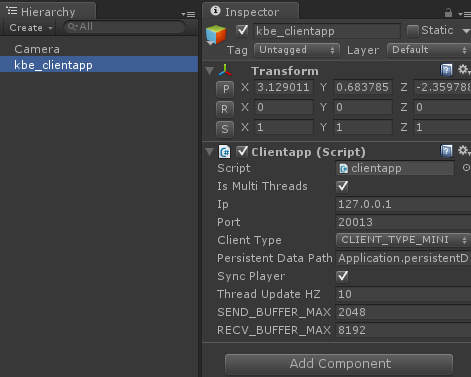 Hierarchy
Create
All
Camera
kbe_clientapp
Inspector
kbe_clientapp
Static
Tag Untagged Layer Default
Transform
P X 3.129011 Y 0.683785 Z -2.359788
R X 0 Y 0 Z 0
S X 1 Y 1 Z 1
Clientapp (Script)
Script clientapp
Is Multi Threads
Ip 127.0.0.1
Port 20013
Client Type CLIENT_TYPE_MINI
Persistent Data Path Application.persistentD
Sync Player
Thread Update HZ 10
SEND_BUFFER_MAX 2048
RECV_BUFFER_MAX 8192
Add Component